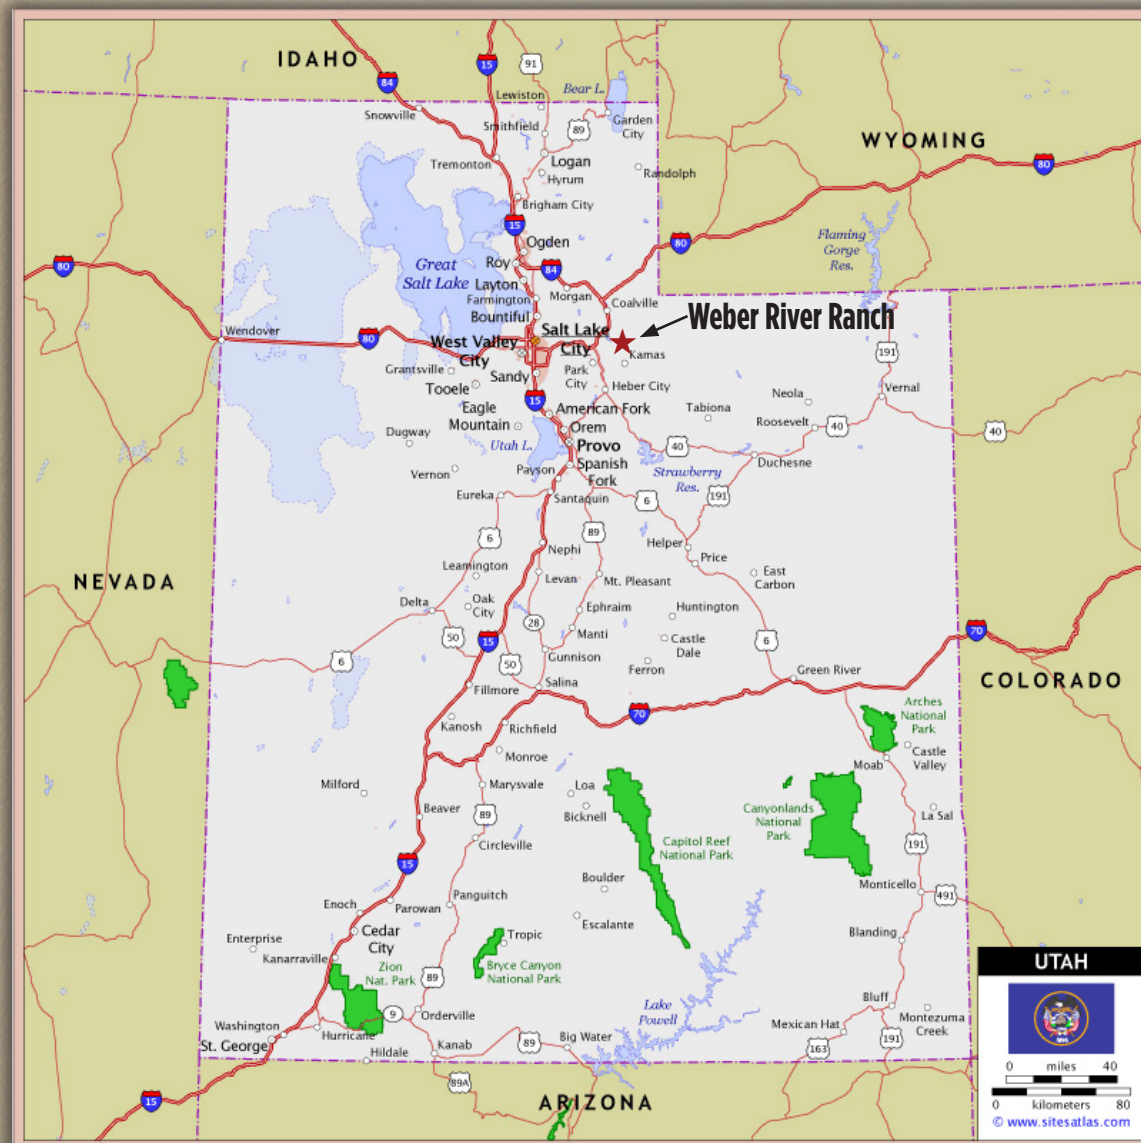 IDAHO
84
15
91
Lewiston
Bear L.
Snowville
Smithfield
89
Garden
City
WYOMING
Tremonton
Logan
Hyrum
Randolph
80
Brigham City
15
Flaming
Gorge
Res.
Ogden
80
80
Great
Salt Lake
Roy
84
Layton
Farmington
Morgan
Coalville
Bountiful
Weber River Ranch
Wendover
80
Salt Lake
City
West Valley
City
Kamas
191
Grantsville
Sandy
Park
City
Tooele
Heber City
Neola
Vernal
15
American Fork
Tabiona
Eagle
Mountain
Orem
Roosevelt
40
40
Dugway
Utah L.
Provo
40
Strawberry
Res.
Duchesne
Vernon
Payson
Spanish
Fork
Eureka
Santaquin
6
191
6
89
Nephi
Helper
Price
Leamington
Levan
Mt. Pleasant
East
Carbon
NEVADA
Delta
Oak
City
Ephraim
Huntington
28
Manti
50
15
Castle
Dale
6
70
6
50
Gunnison
Ferron
Green River
Fillmore
Salina
COLORADO
Kanosh
Richfield
70
Arches
National
Park
Monroe
Castle
Valley
Moab
Milford
Marysvale
Loa
Beaver
89
Bicknell
Canyonlands
National
Park
La Sal
Circleville
Capitol Reef
National Park
191
15
Boulder
Monticello
491
Panguitch
Enoch
Parowan
Escalante
Cedar
City
Blanding
Enterprise
Tropic
Kanarraville
Zion
Nat. Park
Bryce Canyon
National Park
89
UTAH
Lake
Powell
Bluff
Montezuma
Creek
9
Orderville
Washington
Hurricane
Mexican Hat
St. George
Hildale
Kanab
89
Big Water
163
191
0 miles 40
89A
0 kilometers 80
15
ARIZONA
© www.sitesatlas.com